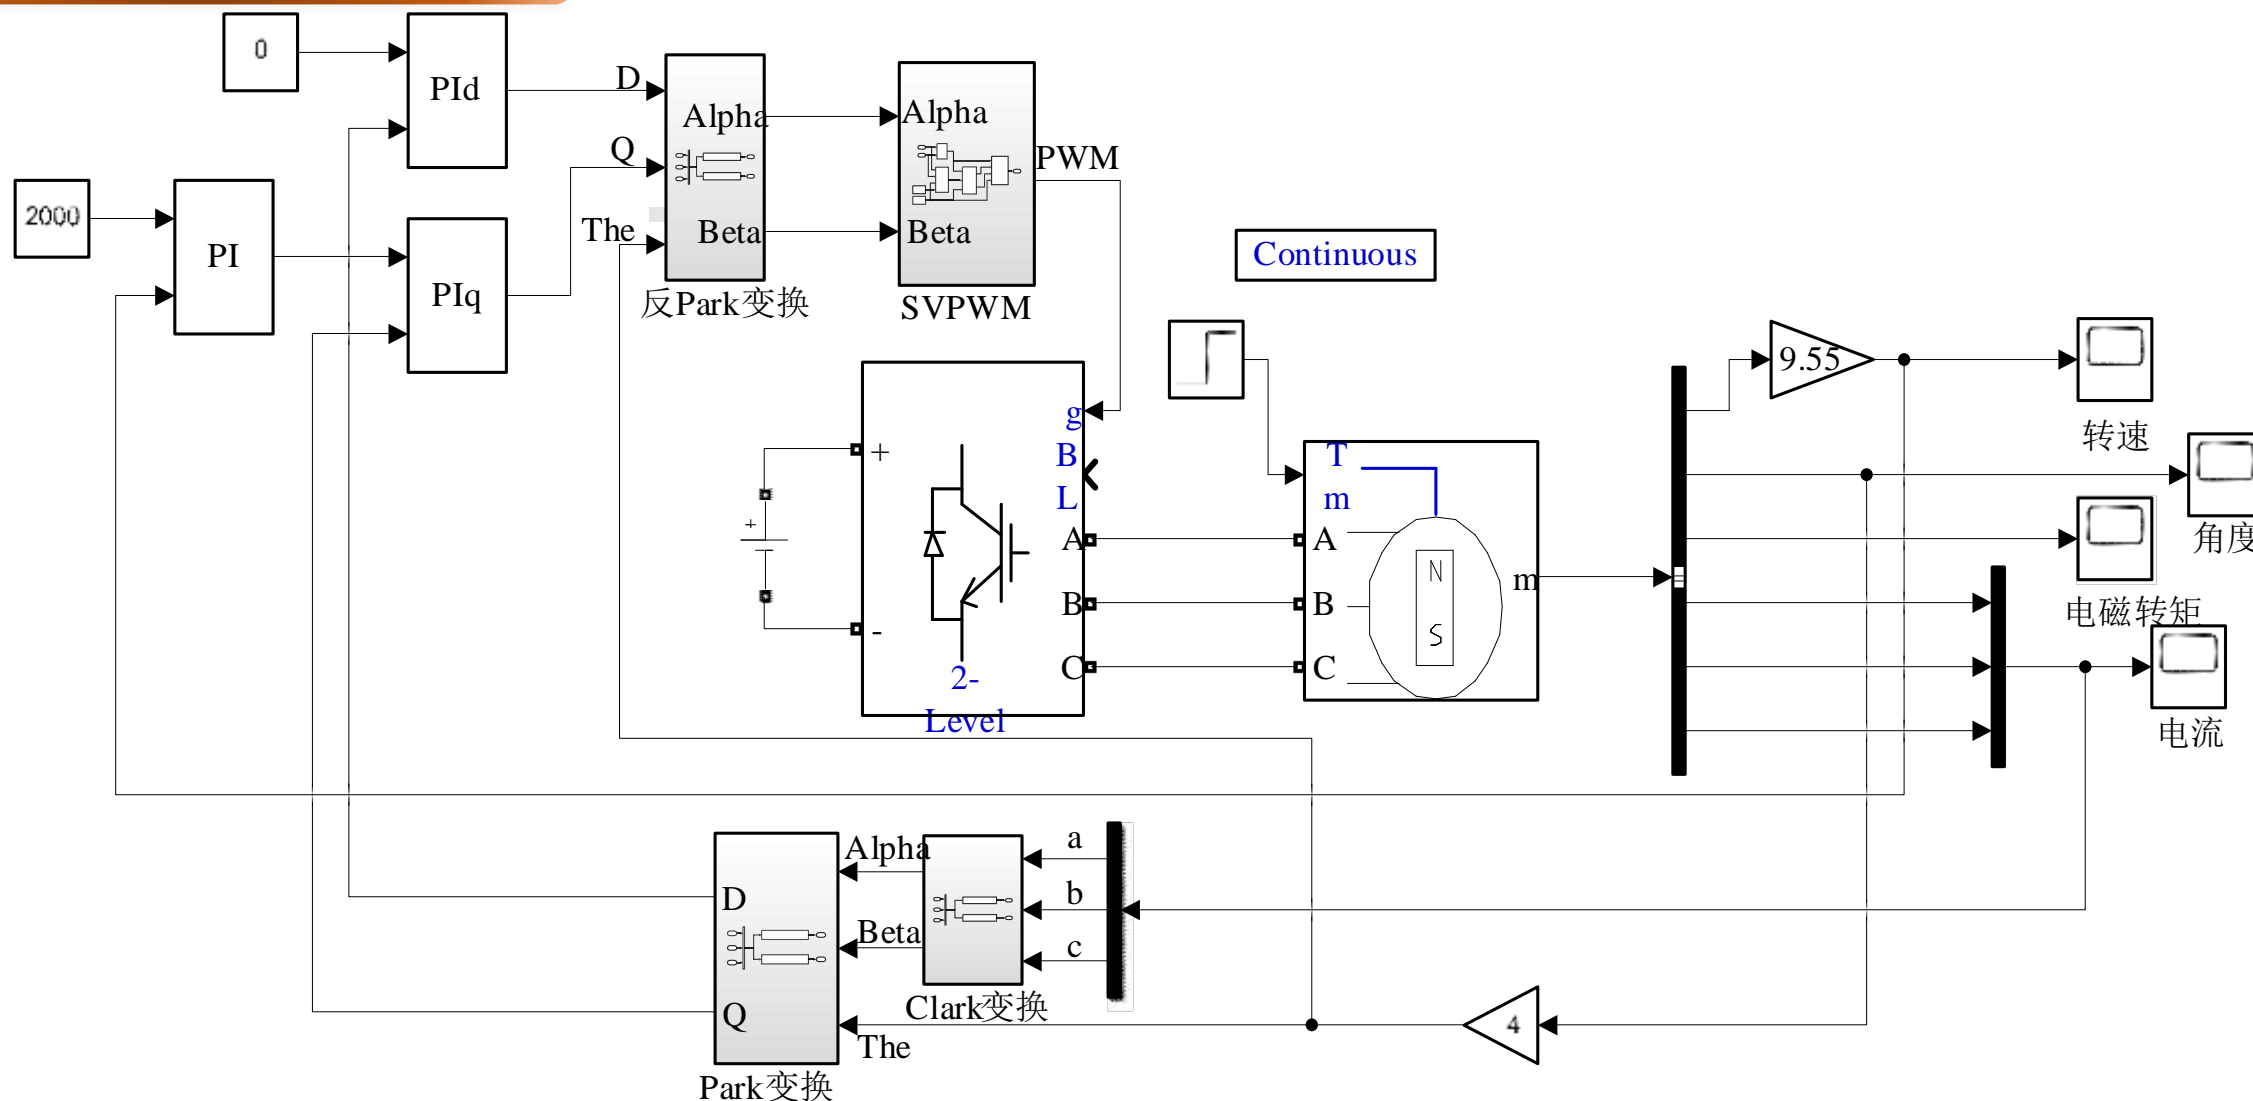 0
PId
D
Q
The
Alpha
Beta
反Park变换
Alpha
Beta
SVPWM
PWM
2000
PI
PIq
Continuous
9.55
转速
角度
电磁转矩
电流
+
+
-
g
B
L
A
B
C
2-
Level
T
m
A
B
C
N
S
m
D
Q
Park变换
Alpha
Beta
The
Clark变换
a
b
c
4